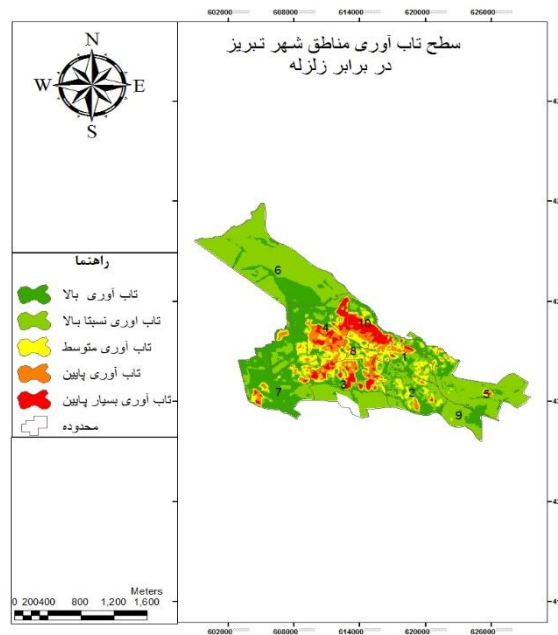 602000 608000 614000 620000 626000
سطح تاب آوری مناطق شهر تبریز
در برابر زلزله
N
W E
S
راهنما
تاب آوری بالا
تاب اوری نسبتا بالا
تاب آوری متوسط
تاب آوری پایین
تاب آوری بسیار پایین
محدوده
6
10
4
8
1
3
7
2
5
9
Meters
0 200400 800 1,200 1,600
602000 608000 614000 620000 626000